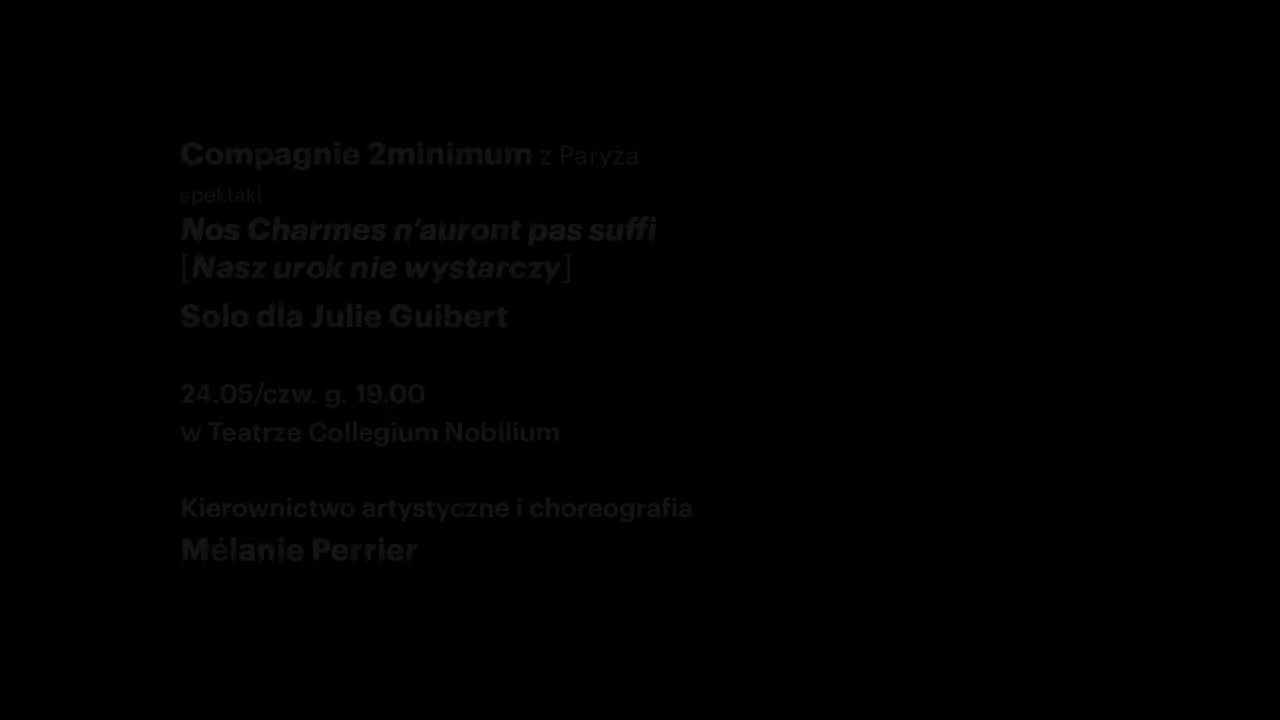 Compagnie 2minimum z Paryża
spektakl
Nos Charmes n'auront pas suffi
[Nasz urok nie wystarczy]
Solo dla Julie Guibert
24.05/czw. g. 19.00
w Teatrze Collegium Nobilium
Kierownictwo artystyczne i choreografia
Mélanie Perrier